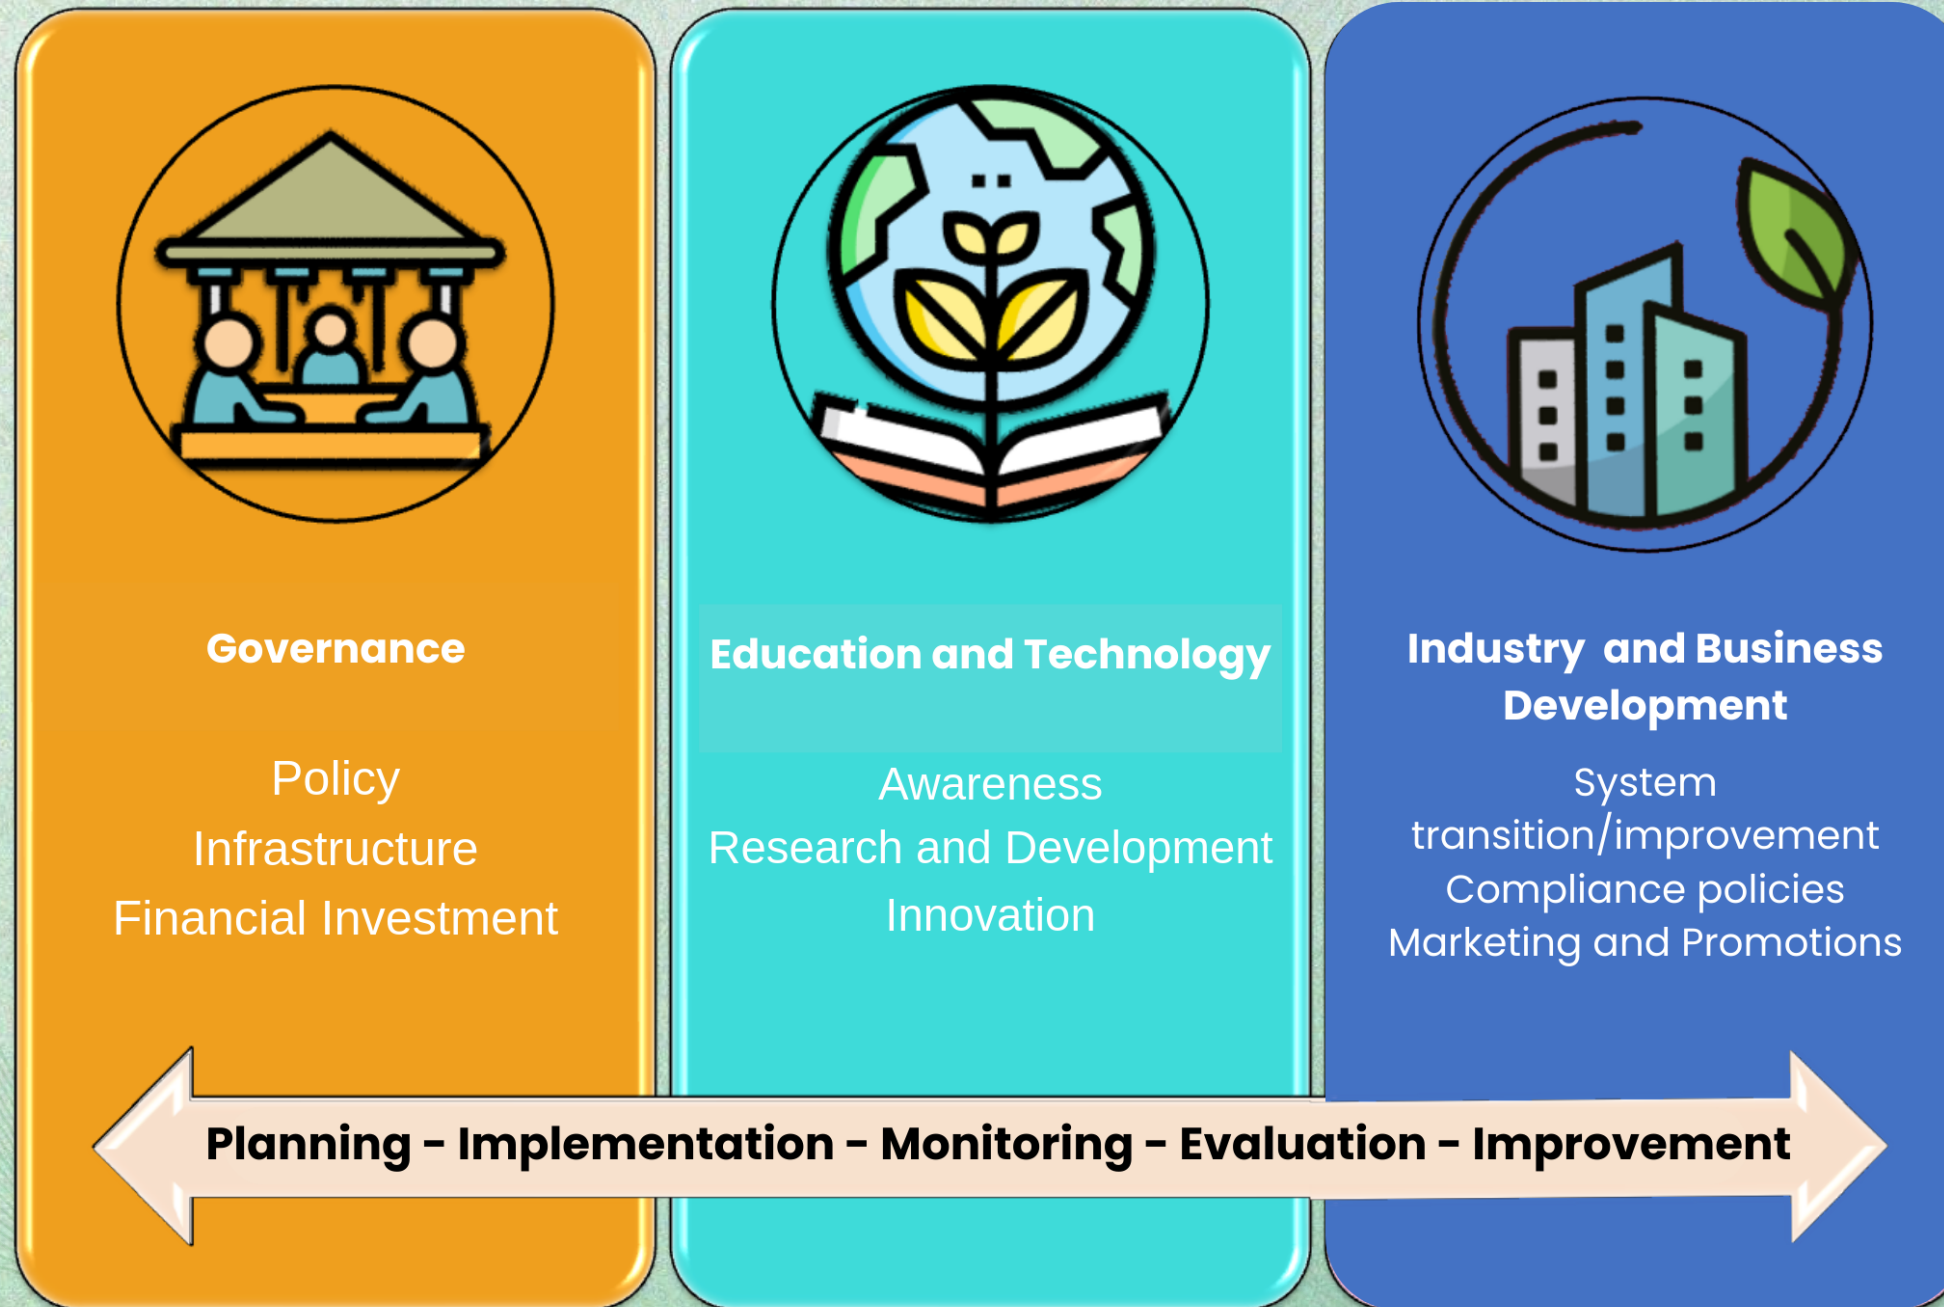 Governance
Policy
Infrastructure
Financial Investment
Education and Technology
Awareness
Research and Development
Innovation
Industry and Business
Development
System
transition/improvement
Compliance policies
Marketing and Promotions
Planning - Implementation - Monitoring - Evaluation - Improvement